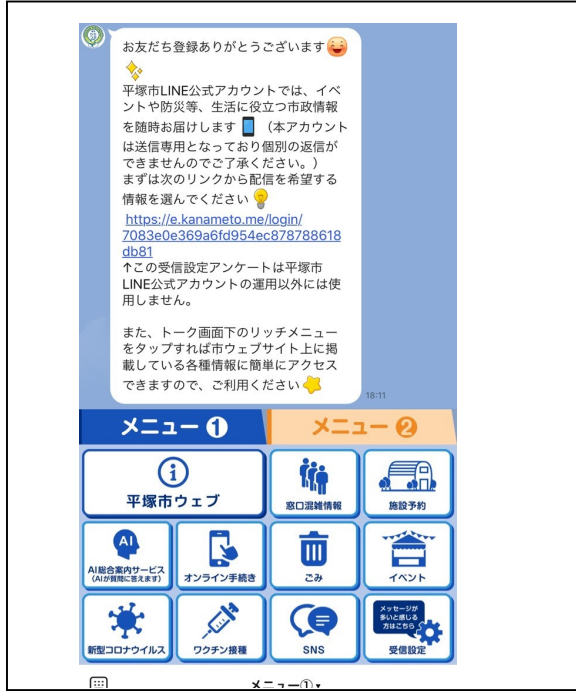 お友だち登録ありがとうございます
平塚市LINE公式アカウントでは、イベ
ントや防災等、生活に役立つ市政情報
を随時お届けします（本アカウント
は送信専用となっており個別の返信が
できませんのでご了承ください。）
まずは次のリンクから配信を希望する
情報を選んでください
https://e.kanameto.me/login/
7083e0e369a6fd954ec878788618
db81
↑この受信設定アンケートは平塚市
LINE公式アカウントの運用以外には使
用しません。
また、トーク画面下のリッチメニュー
をタップすれば市ウェブサイト上に掲
載している各種情報に簡単にアクセス
できますので、ご利用ください
18:11
メニュー❶
メニュー❷
平塚市ウェブ
窓口混雑情報
施設予約
AI
AI総合案内サービス
（AIが質問に答えます）
オンライン手続き
ごみ
イベント
新型コロナウイルス
ワクチン接種
SNS
メッセージが
多いと感じる
方はこちら
受信設定
メニュー①▼